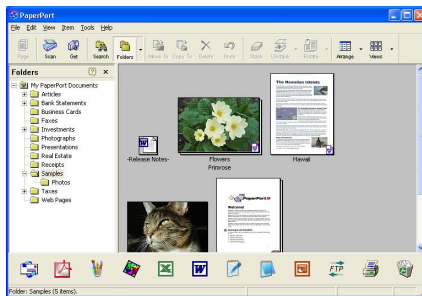 PaperPort
File Edit View Item Tools Help
Page Scan Get Search Folders Move To Copy To Delete Undo Stack Unstack Rotate Arrange Views
Folders
My PaperPort Documents
Articles
Bank Statements
Business Cards
Faxes
Investments
Photographs
Presentations
Real Estate
Receipts
Samples
Photos
Taxes
Web Pages
The Hawaiian Islands
-Release Notes-
Flowers
Primrose
Hawaii
PaperPort
Welcome!
FTP
Folder: Samples (5 items).